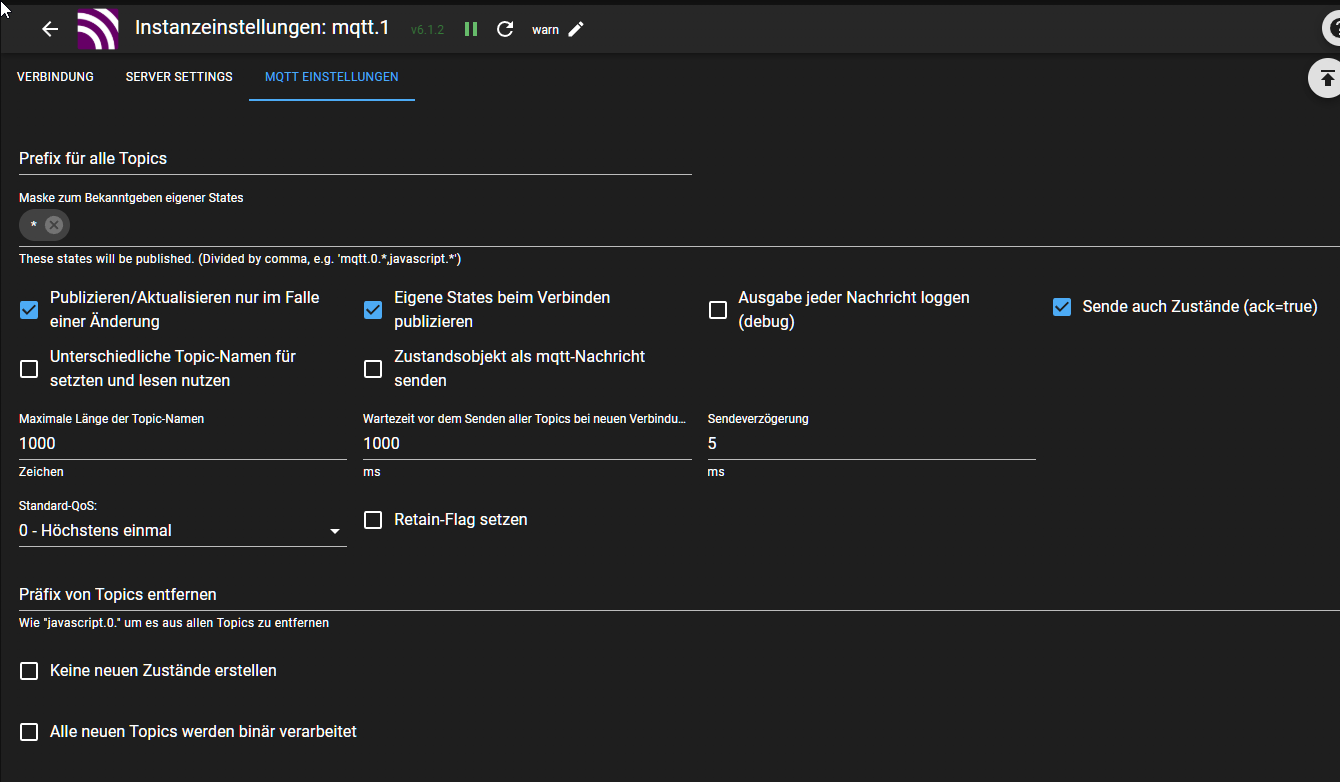 Instanzeinstellungen: mqtt.1 v6.1.2 warn
VERBINDUNG SERVER SETTINGS MQTT EINSTELLUNGEN
Prefix für alle Topics
Maske zum Bekanntgeben eigener States
*
These states will be published. (Divided by comma, e.g. 'mqtt.0.*,javascript.*')
Publizieren/Aktualisieren nur im Falle
einer Änderung
Eigene States beim Verbinden
publizieren
Ausgabe jeder Nachricht loggen
(debug)
Sende auch Zustände (ack=true)
Unterschiedliche Topic-Namen für
setzten und lesen nutzen
Zustandsobjekt als mqtt-Nachricht
senden
Maximale Länge der Topic-Namen
1000
Zeichen
Wartezeit vor dem Senden aller Topics bei neuen Verbindu...
1000
ms
Sendeverzögerung
5
ms
Standard-QoS:
0 - Höchstens einmal
Retain-Flag setzen
Präfix von Topics entfernen
Wie "javascript.0." um es aus allen Topics zu entfernen
Keine neuen Zustände erstellen
Alle neuen Topics werden binär verarbeitet